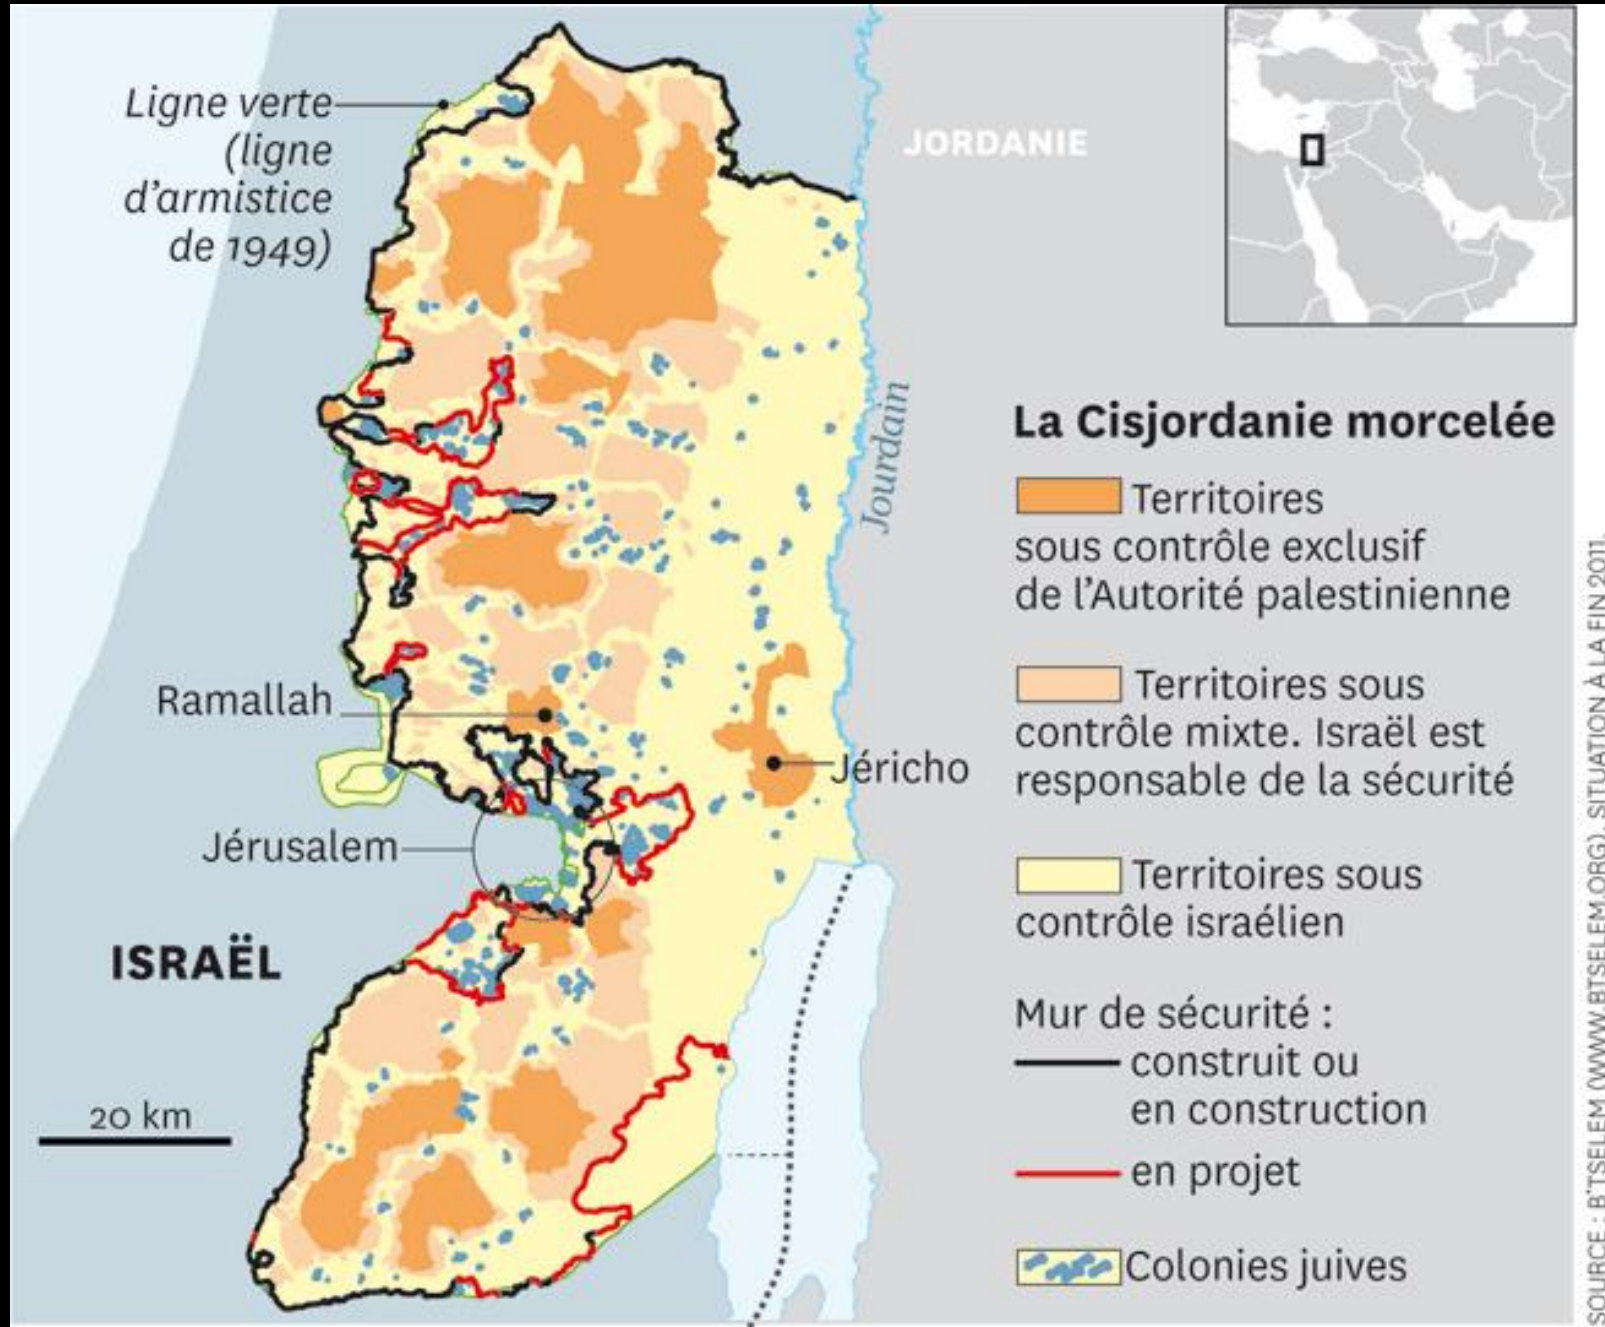 Ligne verte
(ligne
d'armistice
de 1949)
JORDANIE
Jourdain
Ramallah
Jéricho
Jérusalem
ISRAËL
20 km
La Cisjordanie morcelée
Territoires
sous contrôle exclusif
de l'Autorité palestinienne
Territoires sous
contrôle mixte. Israël est
responsable de la sécurité
Territoires sous
contrôle israélien
Mur de sécurité :
construit ou
en construction
en projet
Colonies juives
SOURCE : B'TSELEM (WWW.BTSELEM.ORG). SITUATION À LA FIN 2011.